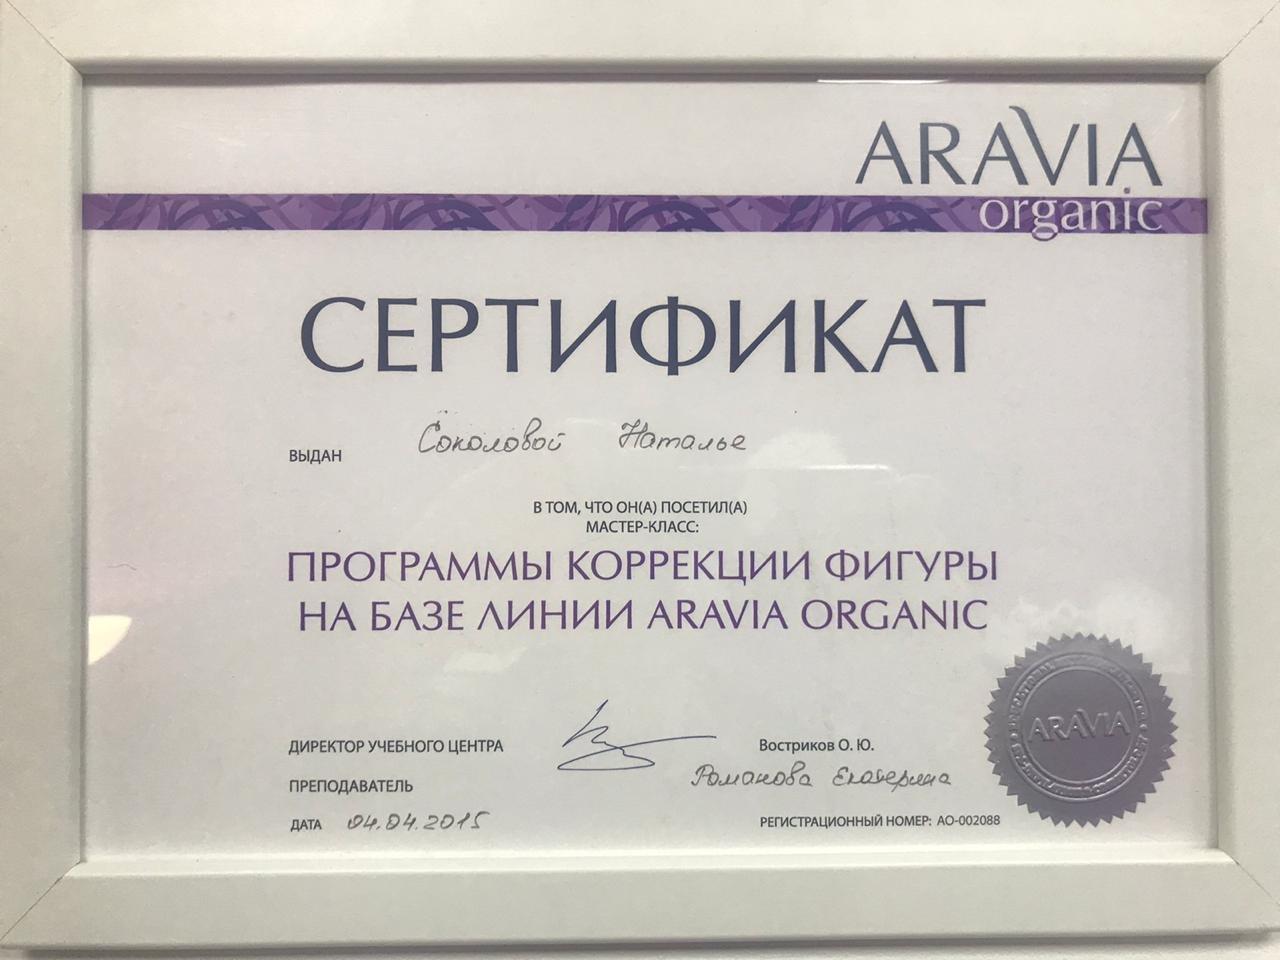 ARAVIA
organic
СЕРТИФИКАТ
ВЫДАН Соколовой Наталье
В ТОМ, ЧТО ОН(А) ПОСЕТИЛ(А)
МАСТЕР-КЛАСС:
ПРОГРАММЫ КОРРЕКЦИИ ФИГУРЫ
НА БАЗЕ ЛИНИИ ARAVIA ORGANIC
ДИРЕКТОР УЧЕБНОГО ЦЕНТРА Востриков О. Ю.
ПРЕПОДАВАТЕЛЬ Романова Екатерина
ДАТА 04.04.2015 РЕГИСТРАЦИОННЫЙ НОМЕР: АО-002088
ARAVIA